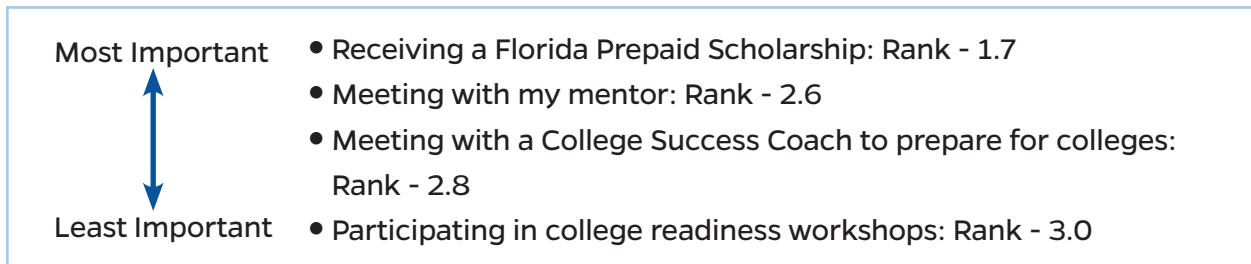 Most Important
• Receiving a Florida Prepaid Scholarship: Rank - 1.7
• Meeting with my mentor: Rank - 2.6
• Meeting with a College Success Coach to prepare for colleges:
Rank - 2.8
Least Important
• Participating in college readiness workshops: Rank - 3.0